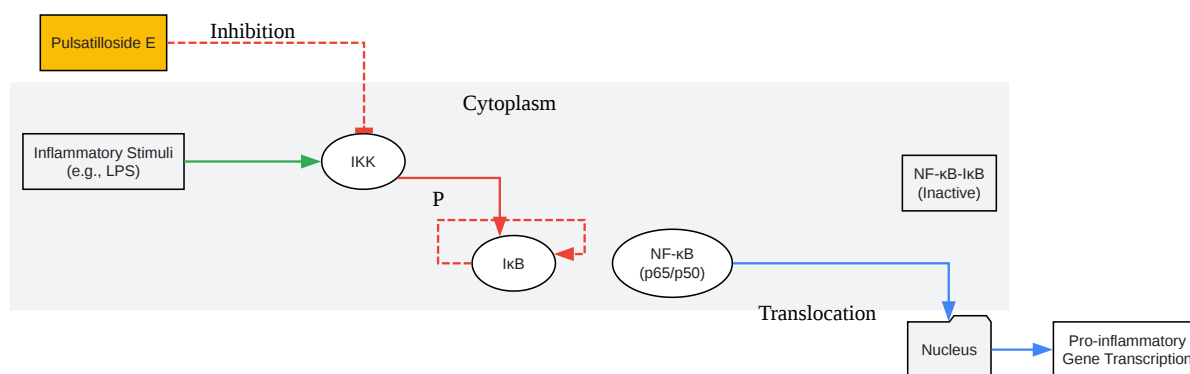 Pulsatilloside E
Inhibition
Cytoplasm
Inflammatory Stimuli
(e.g., LPS)
IKK
NF-κB-IκB
(Inactive)
P
IκB
NF-κB
(p65/p50)
Translocation
Nucleus
Pro-inflammatory
Gene Transcription